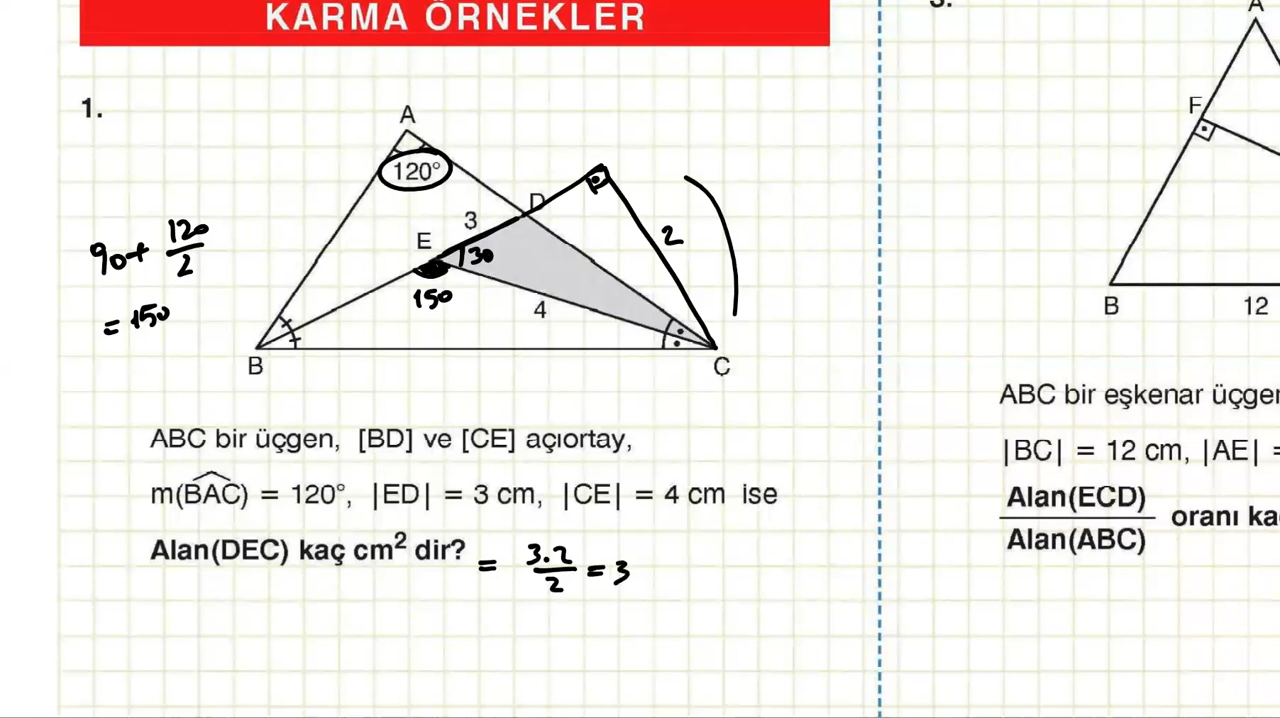 KARMA ÖRNEKLER
1.
A
120°
D
3
E
30
150
4
2
B
C
90+ 120/2
= 150
ABC bir üçgen, [BD] ve [CE] açıortay,
m(BAC) = 120°, |ED| = 3 cm, |CE| = 4 cm ise
Alan(DEC) kaç cm² dir? = 3.2/2 = 3
A
F
B
12
ABC bir eşkenar üçgen
|BC| = 12 cm, |AE| =
Alan(ECD)
oranı ka
Alan(ABC)